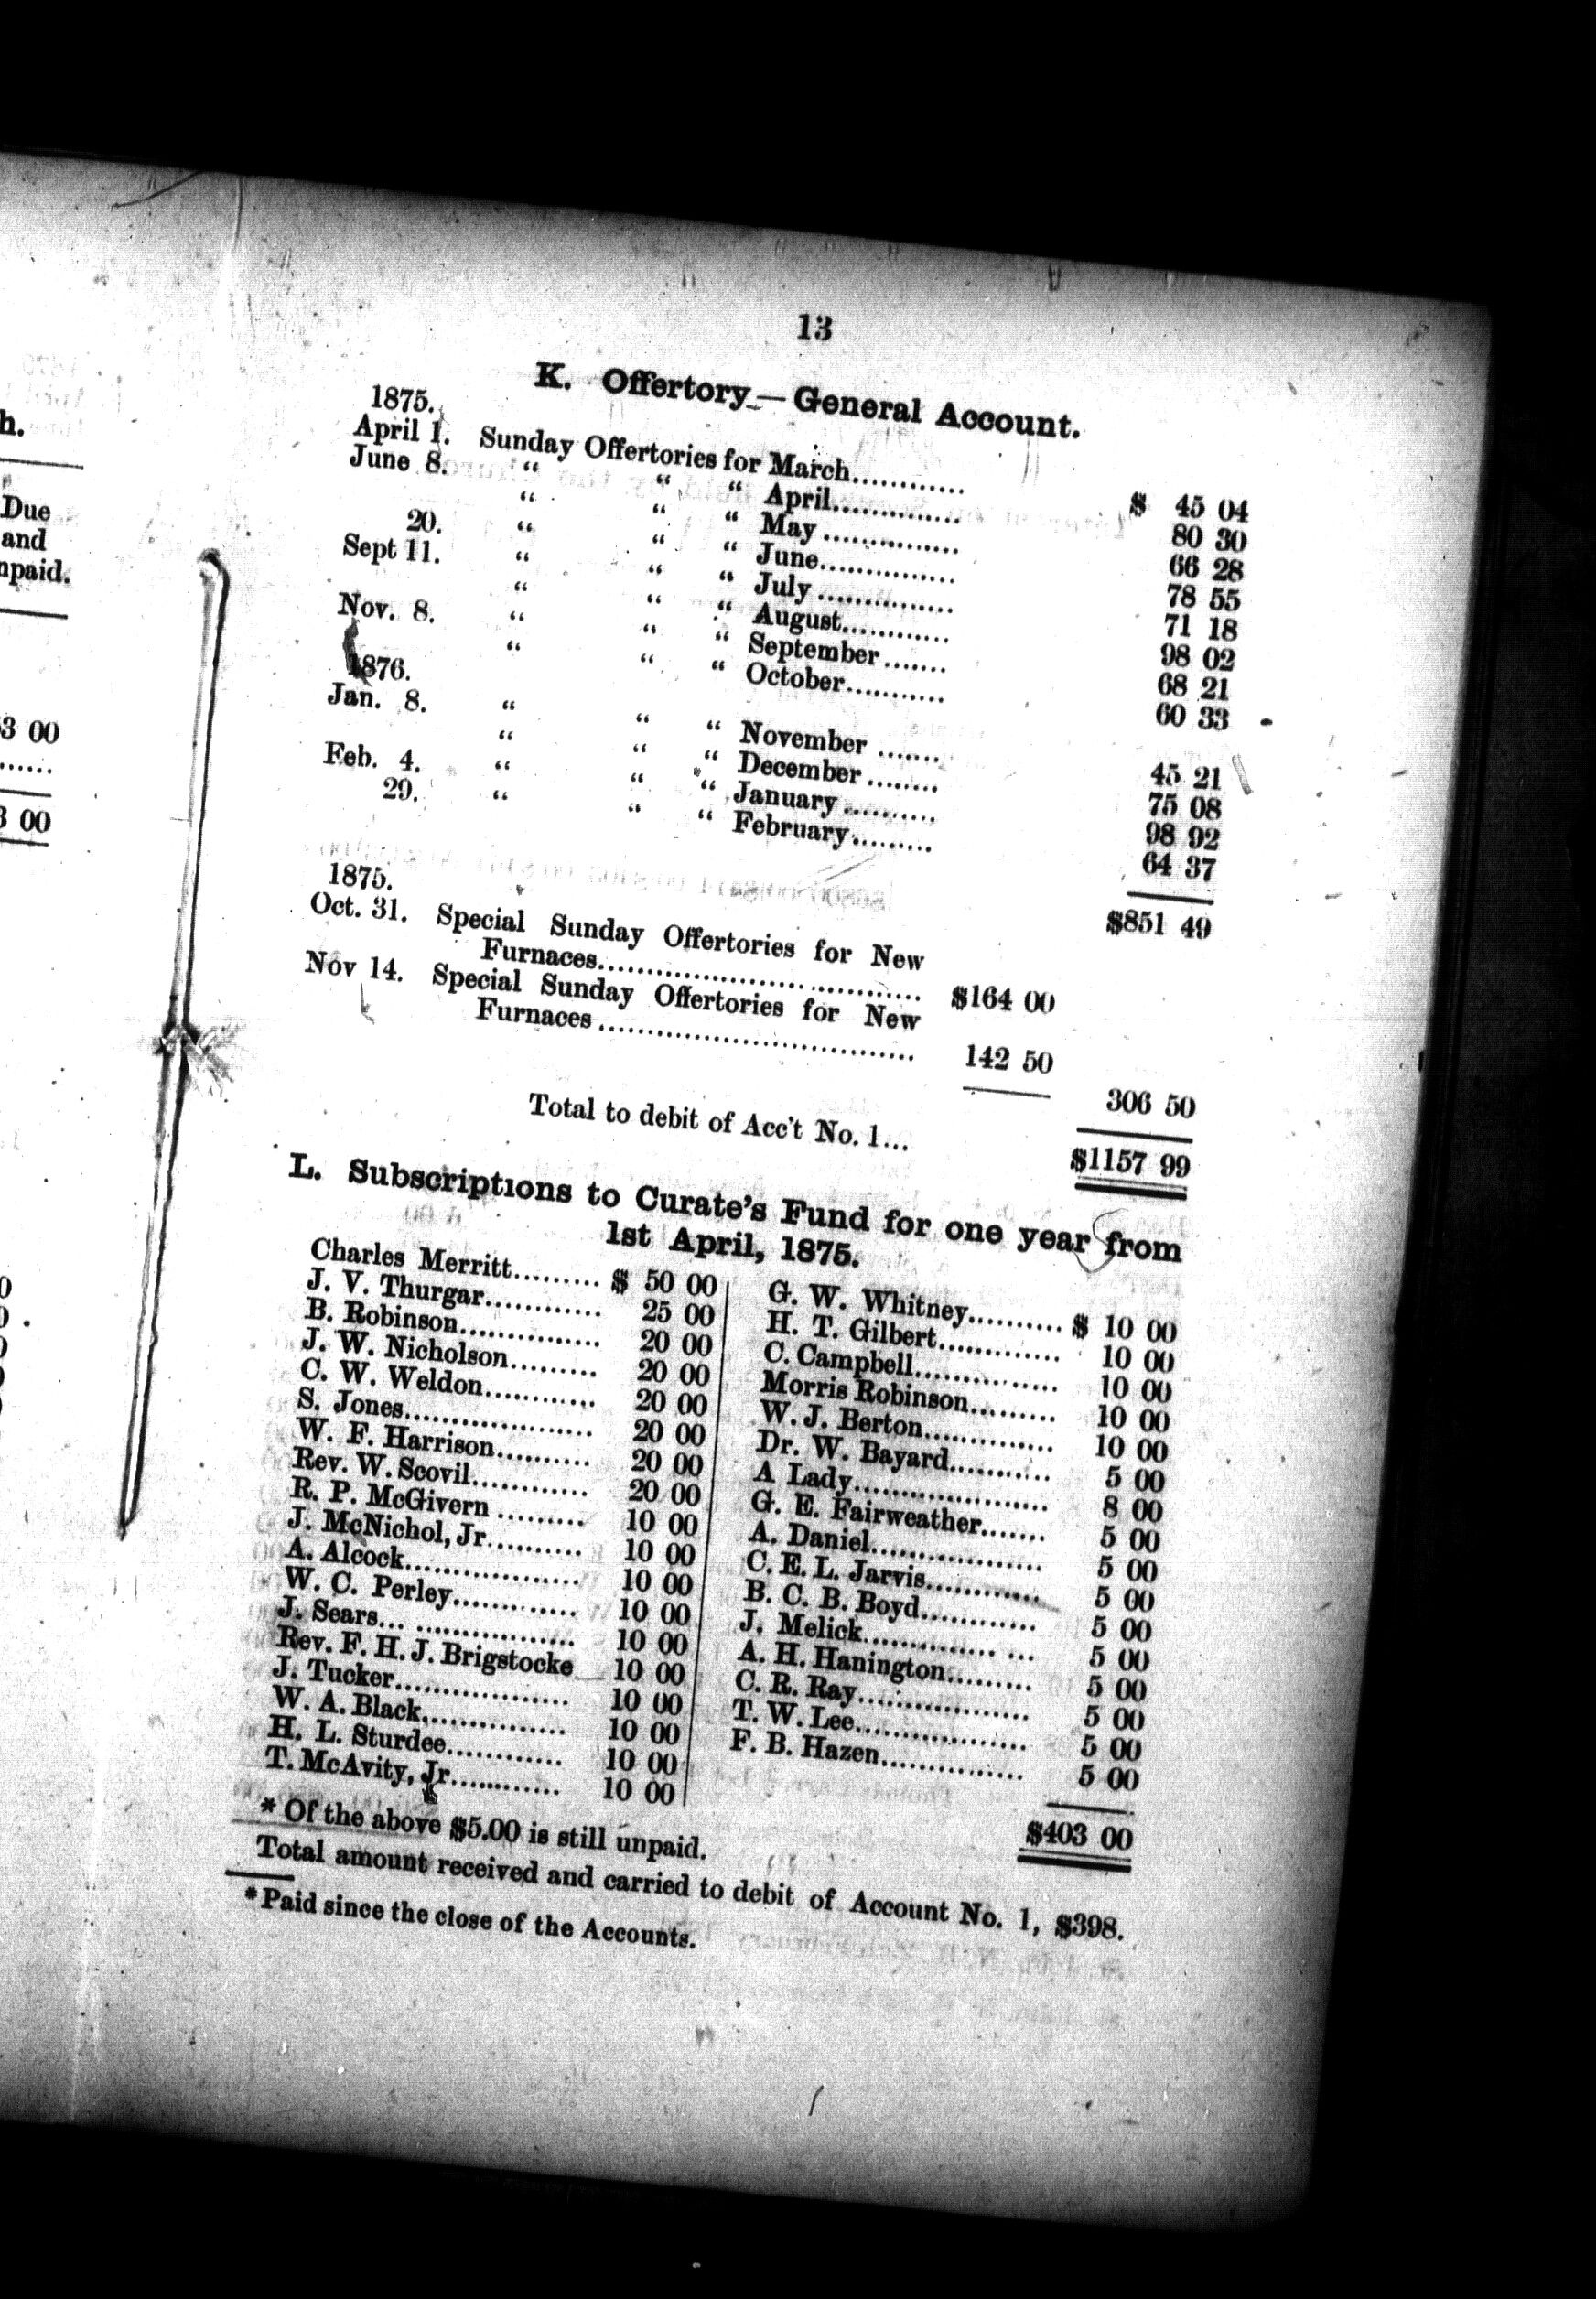 h.
Due
and
npaid.
3 00
......
3 00
13
K. Offertory — General Account.
1875.
April 1. Sunday Offertories for March............ $ 45 04
June 8. “ “ “ April.............. 80 30
“ “ “ May ............... 66 28
20. “ “ “ June............... 78 55
Sept 11. “ “ “ July ............... 71 18
“ “ “ August............ 98 02
Nov. 8. “ “ “ September....... 68 21
“ “ “ October........... 60 33
1876.
Jan. 8. “ “ “ November ....... 45 21
“ “ “ December ........ 75 08
Feb. 4. “ “ “ January .......... 98 92
29. “ “ “ February.......... 64 37
$851 49
1875.
Oct. 31. Special Sunday Offertories for New
Furnaces.................................. $164 00
Nov 14. Special Sunday Offertories for New
Furnaces .................................. 142 50
306 50
Total to debit of Acc't No. 1... $1157 99
L. Subscriptions to Curate's Fund for one year from
1st April, 1875.
Charles Merritt......... $ 50 00
J. V. Thurgar............ 25 00
B. Robinson............... 20 00
J. W. Nicholson......... 20 00
C. W. Weldon............ 20 00
S. Jones.................... 20 00
W. F. Harrison.......... 20 00
Rev. W. Scovil............ 20 00
R. P. McGivern ......... 10 00
J. McNichol, Jr.......... 10 00
A. Alcock.................. 10 00
W. C. Perley............. 10 00
J. Sears... ................. 10 00
Rev. F. H. J. Brigstocke 10 00
J. Tucker.................. 10 00
W. A. Black............... 10 00
H. L. Sturdee............ 10 00
T. McAvity, Jr............ 10 00
G. W. Whitney.......... $ 10 00
H. T. Gilbert............. 10 00
C. Campbell............... 10 00
Morris Robinson......... 10 00
W. J. Berton.............. 10 00
Dr. W. Bayard........... 5 00
A Lady..................... 8 00
G. E. Fairweather....... 5 00
A. Daniel.................. 5 00
C. E. L. Jarvis............ 5 00
B. C. B. Boyd............ 5 00
J. Melick.............. ... 5 00
A. H. Hanington......... 5 00
C. R. Ray.................. 5 00
T. W. Lee.................. 5 00
F. B. Hazen............... 5 00
$403 00
* Of the above $5.00 is still unpaid.
Total amount received and carried to debit of Account No. 1, $398.
* Paid since the close of the Accounts.